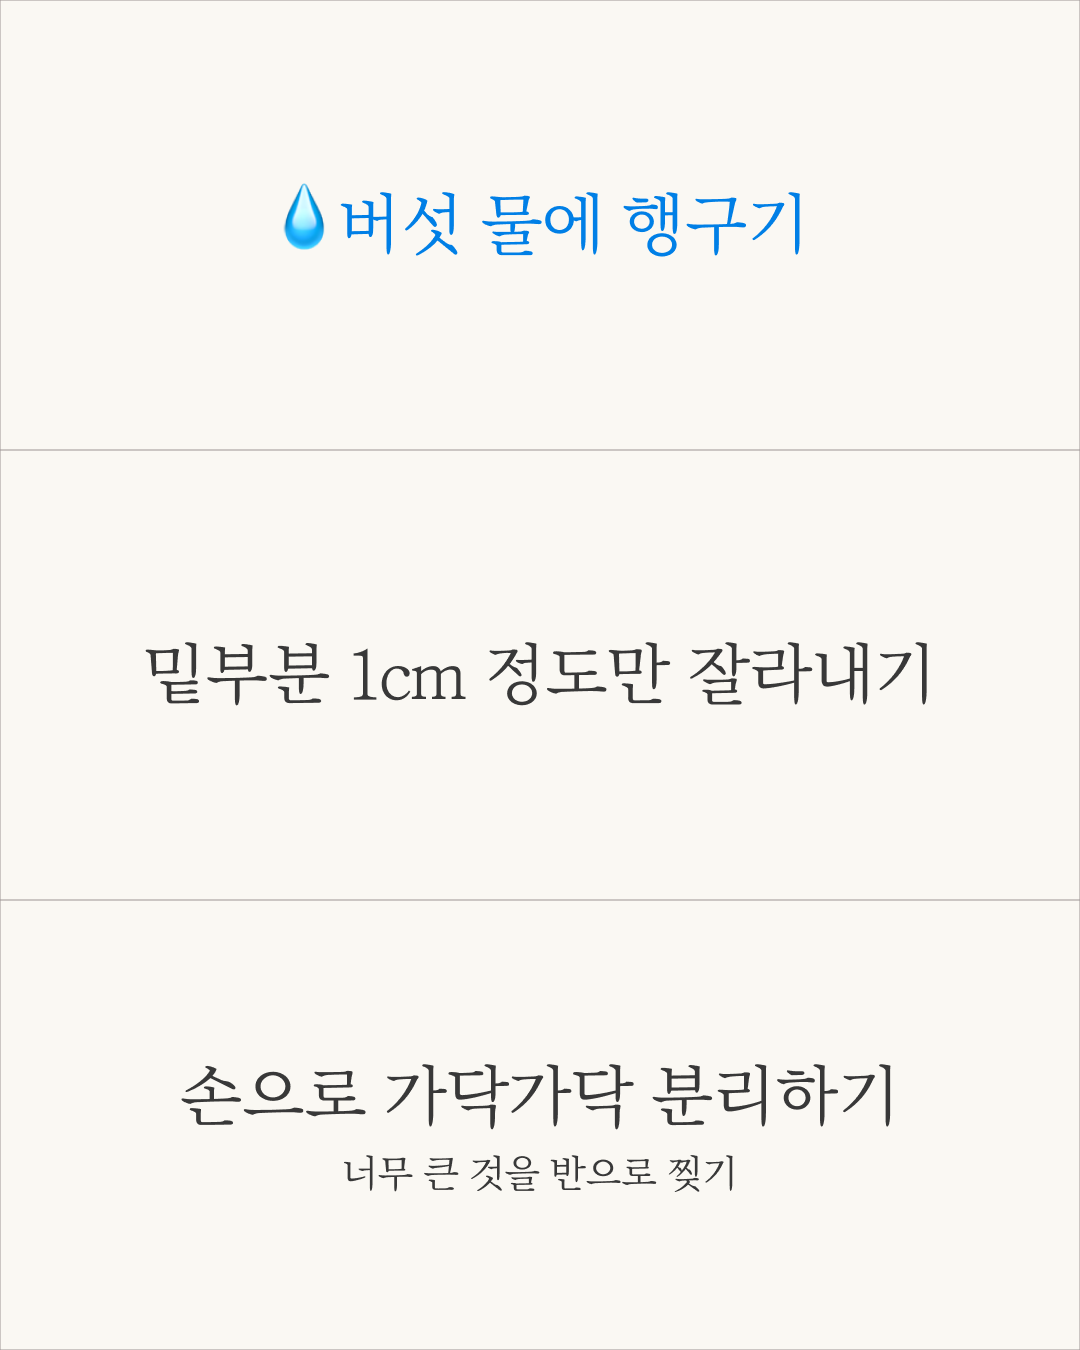 💧버섯 물에 행구기
밑부분 1cm 정도만 잘라내기
손으로 가닥가닥 분리하기
너무 큰 것을 반으로 찢기